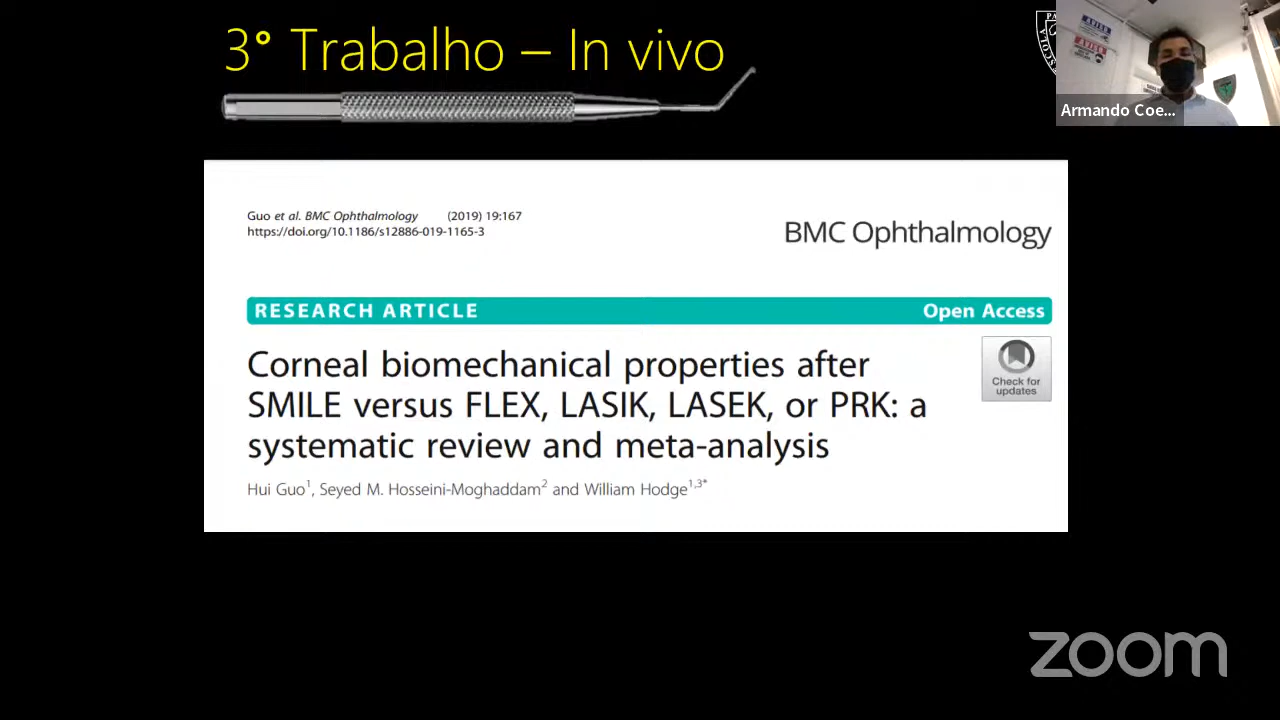 3° Trabalho – In vivo
Armando Coe...
AVISO
AVISO
Guo et al. BMC Ophthalmology (2019) 19:167
https://doi.org/10.1186/s12886-019-1165-3
BMC Ophthalmology
RESEARCH ARTICLE Open Access
Corneal biomechanical properties after
SMILE versus FLEX, LASIK, LASEK, or PRK: a
systematic review and meta-analysis
Check for
updates
Hui Guo1, Seyed M. Hosseini-Moghaddam2 and William Hodge1,3*
zoom